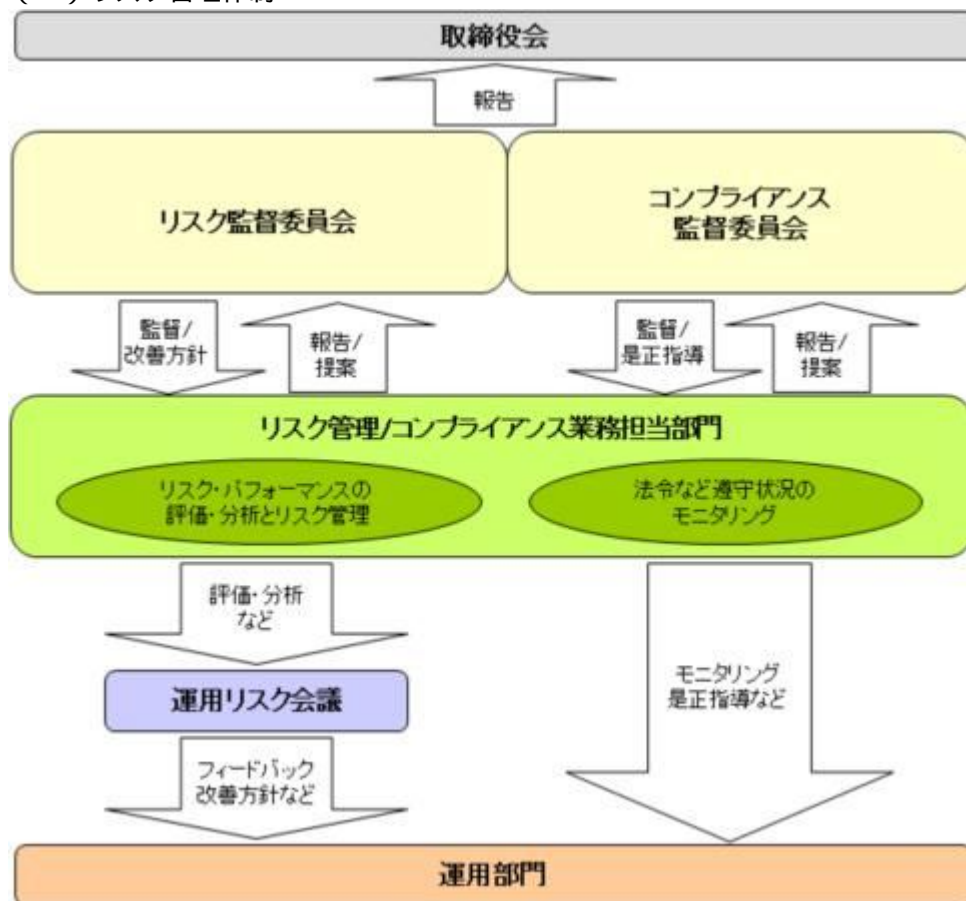 取締役会
報告
リスク監督委員会
コンプライアンス
監督委員会
監督/
改善方針
報告/
提案
監督/
是正指導
報告/
提案
リスク管理/コンプライアンス業務担当部門
リスク・パフォーマンスの
評価・分析とリスク管理
法令など遵守状況の
モニタリング
評価・分析
など
運用リスク会議
モニタリング
是正指導など
フィードバック
改善方針など
運用部門